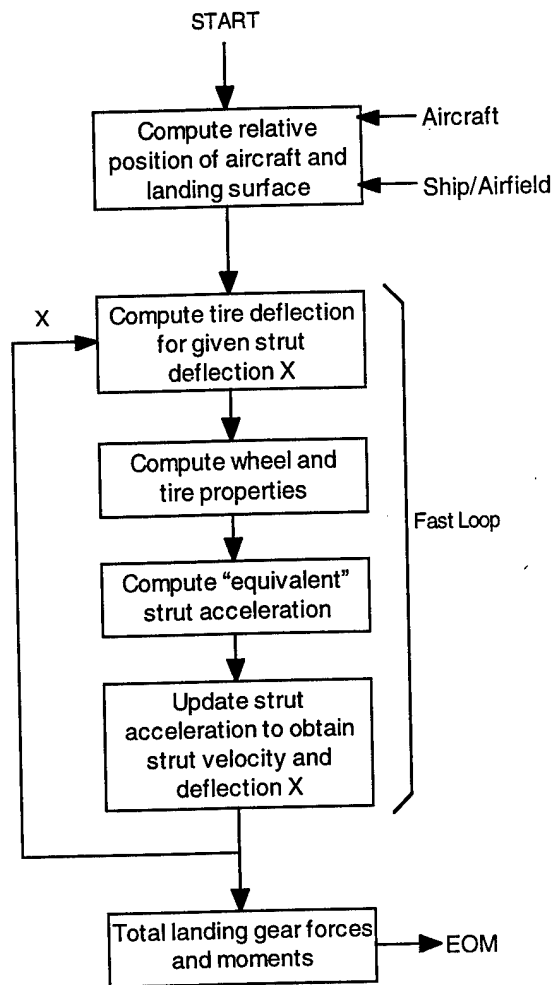 START
Compute relative
position of aircraft and
landing surface
Aircraft
Ship/Airfield
X
Compute tire deflection
for given strut
deflection X
Compute wheel and
tire properties
Fast Loop
Compute “equivalent”
strut acceleration
Update strut
acceleration to obtain
strut velocity and
deflection X
Total landing gear forces
and moments
EOM